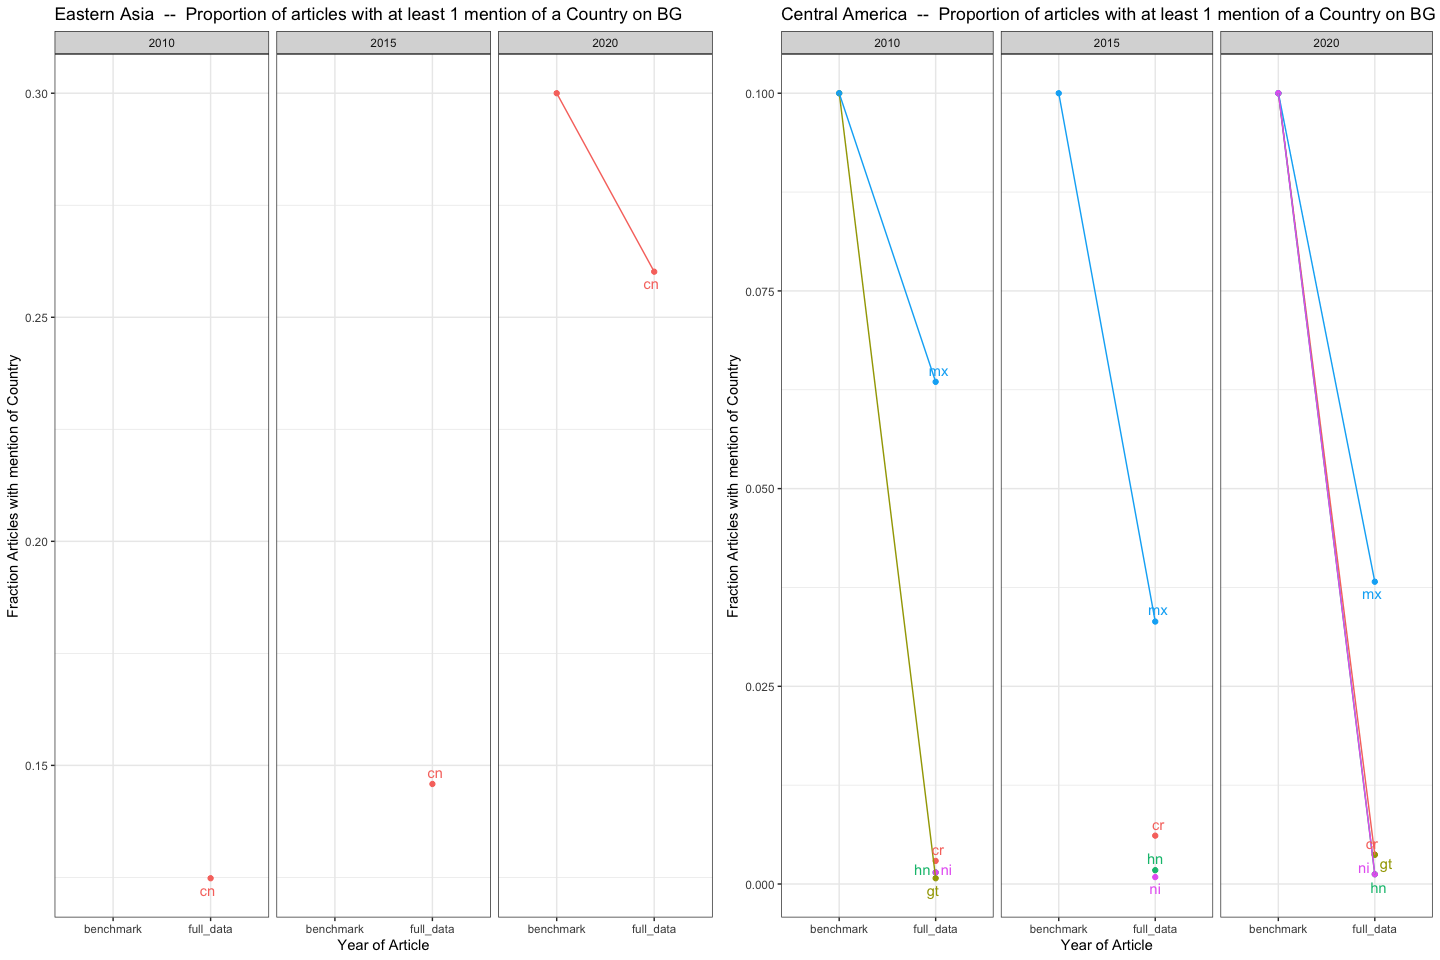 Eastern Asia  --  Proportion of articles with at least 1 mention of a Country on BG
2010
2015
2020
Fraction Articles with mention of Country
0.30
0.25
0.20
0.15
cn
cn
cn
benchmark
full_data
benchmark
full_data
benchmark
full_data
Year of Article
Central America  --  Proportion of articles with at least 1 mention of a Country on BG
2010
2015
2020
Fraction Articles with mention of Country
0.100
0.075
0.050
0.025
0.000
mx
cr
hn
ni
gt
mx
cr
hn
ni
mx
cr
gt
ni
hn
benchmark
full_data
benchmark
full_data
benchmark
full_data
Year of Article